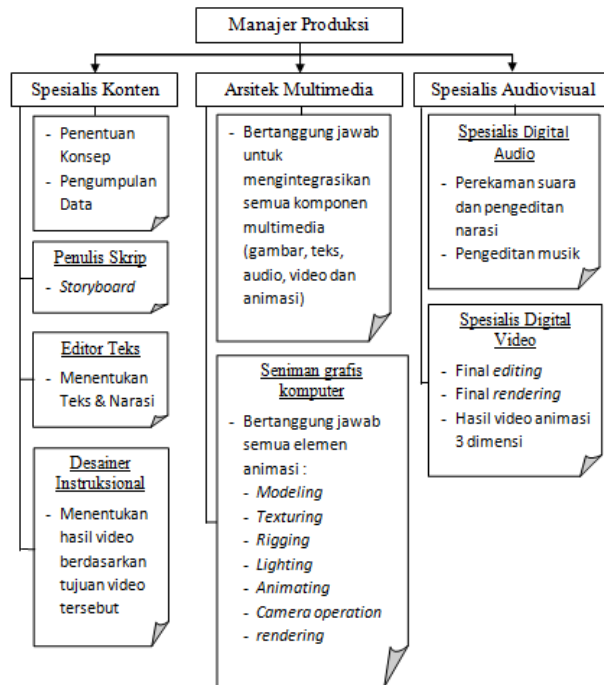 Manajer Produksi
Spesialis Konten
- Penentuan
Konsep
- Pengumpulan
Data
Penulis Skrip
- Storyboard
Editor Teks
- Menentukan
Teks & Narasi
Desainer
Instruksional
- Menentukan
hasil video
berdasarkan
tujuan video
tersebut
Arsitek Multimedia
- Bertanggung jawab
untuk
mengintegrasikan
semua komponen
multimedia
(gambar, teks,
audio, video dan
animasi)
Seniman grafis
komputer
- Bertanggung jawab
semua elemen
animasi :
- Modeling
- Texturing
- Rigging
- Lighting
- Animating
- Camera operation
- rendering
Spesialis Audiovisual
Spesialis Digital
Audio
- Perekaman suara
dan pengeditan
narasi
- Pengeditan musik
Spesialis Digital
Video
- Final editing
- Final rendering
- Hasil video animasi
3 dimensi